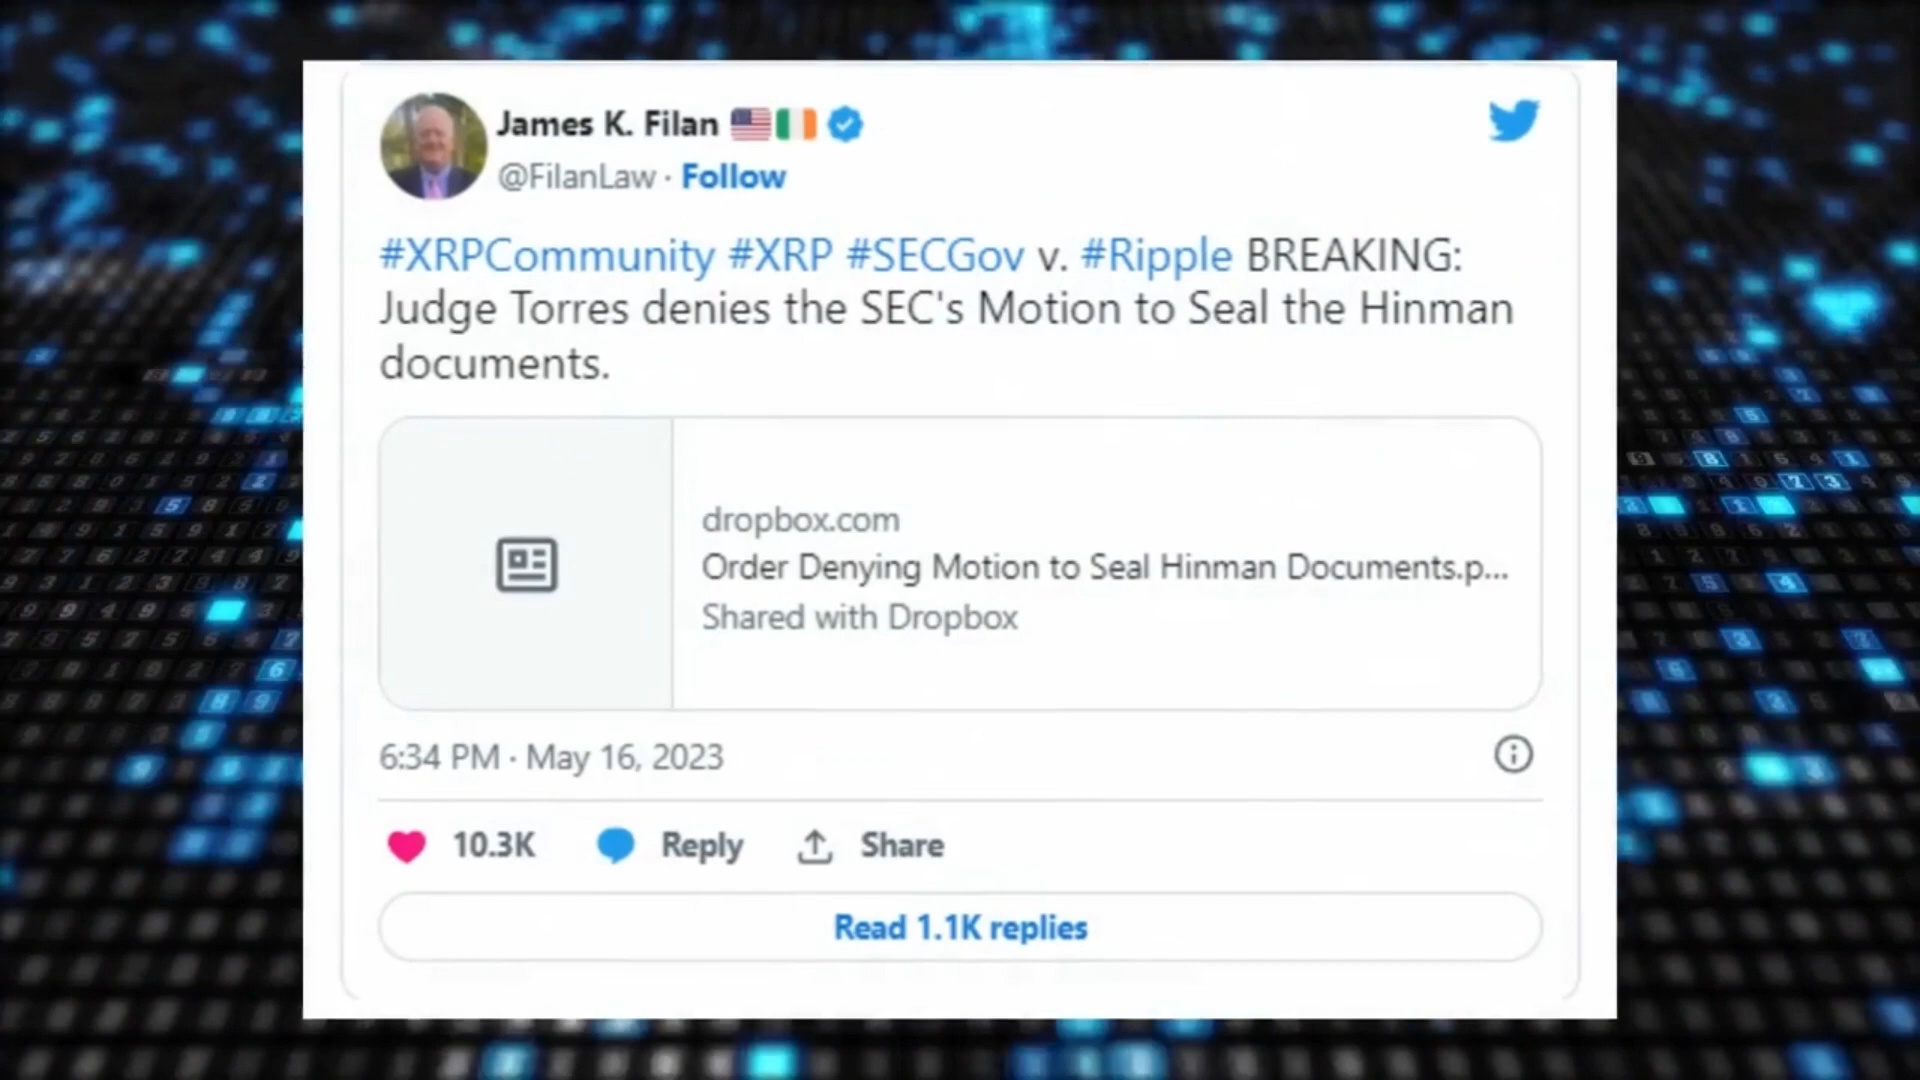 James K. Filan
@FilanLaw · Follow
#XRPCommunity #XRP #SECGov v. #Ripple BREAKING:
Judge Torres denies the SEC's Motion to Seal the Hinman
documents.
dropbox.com
Order Denying Motion to Seal Hinman Documents.p...
Shared with Dropbox
6:34 PM · May 16, 2023
10.3K Reply Share
Read 1.1K replies